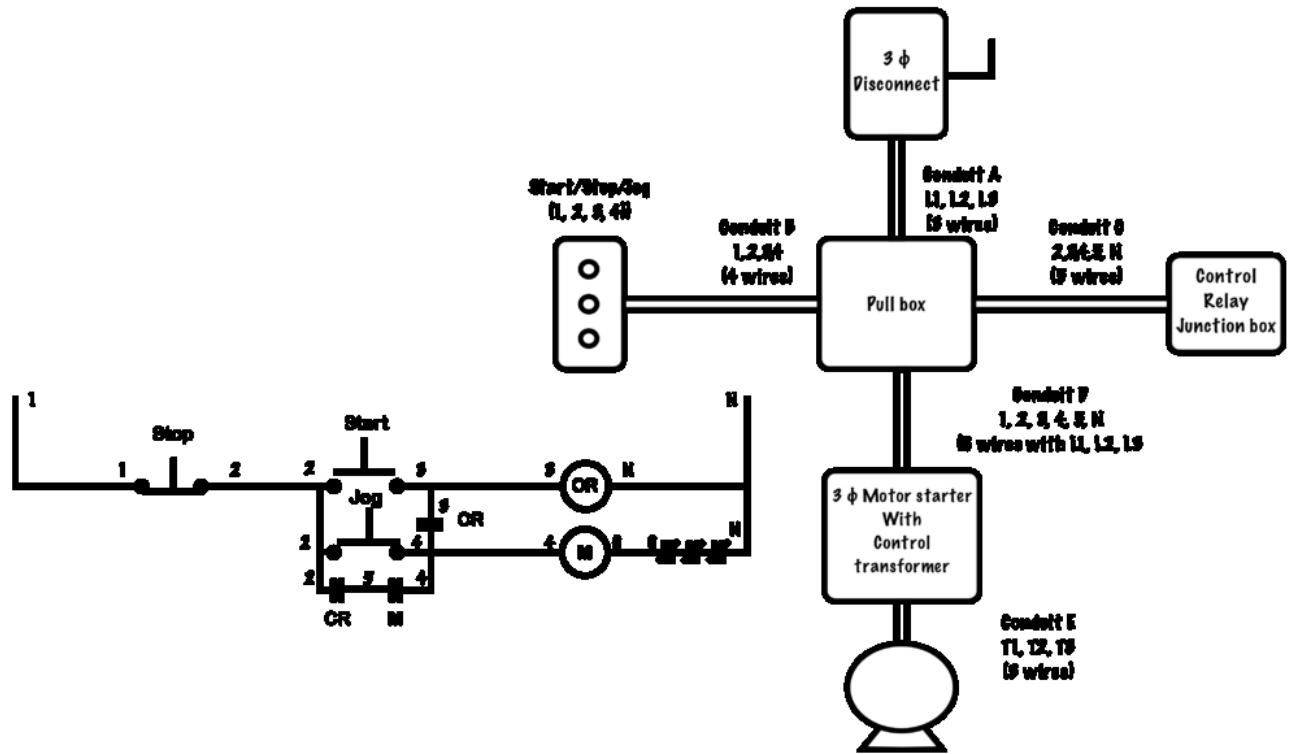 3 ϕ
Disconnect
Conduit A
L1, L2, L3
(3 wires)
Start/Stop/Jog
(1, 2, 3, 4)
Conduit B
1,2,3,4
(4 wires)
Conduit C
2,3,4,5, N
(5 wires)
Pull box
Control
Relay
Junction box
Conduit D
1, 2, 3, 4, 5, N
wires with L1, L2, L3
3 ϕ Motor starter
With
Control
transformer
Conduit E
T1, T2, T3
(3 wires)
1
N
Stop
Start
1
2
2
3
3
CR
N
Jog
CR
2
4
4
M
N
2
4
CR
M